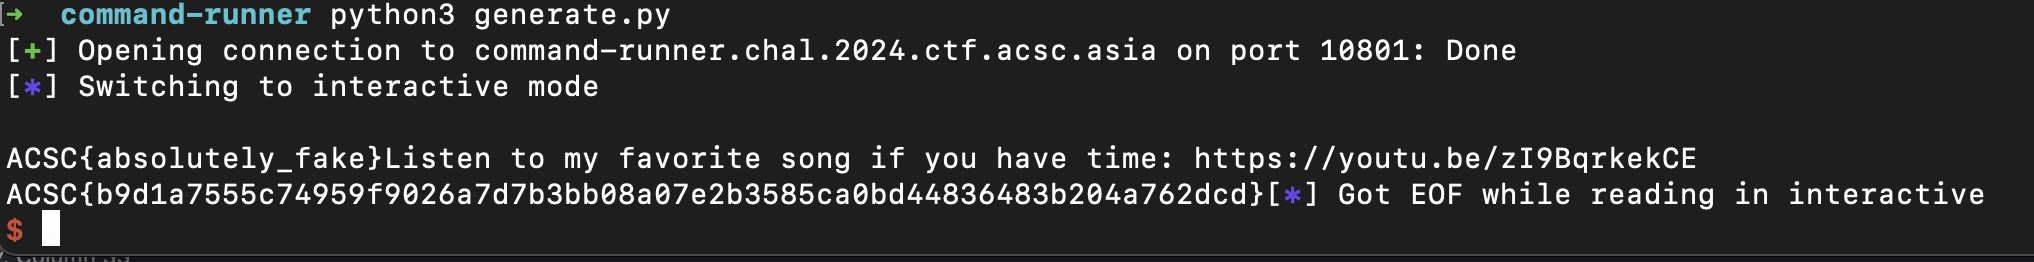 → command-runner python3 generate.py
[+] Opening connection to command-runner.chal.2024.ctf.acsc.asia on port 10801: Done
[*] Switching to interactive mode
ACSC{absolutely_fake}Listen to my favorite song if you have time: https://youtu.be/zI9BqrkekCE
ACSC{b9d1a7555c74959f9026a7d7b3bb08a07e2b3585ca0bd44836483b204a762dcd}[*] Got EOF while reading in interactive
$